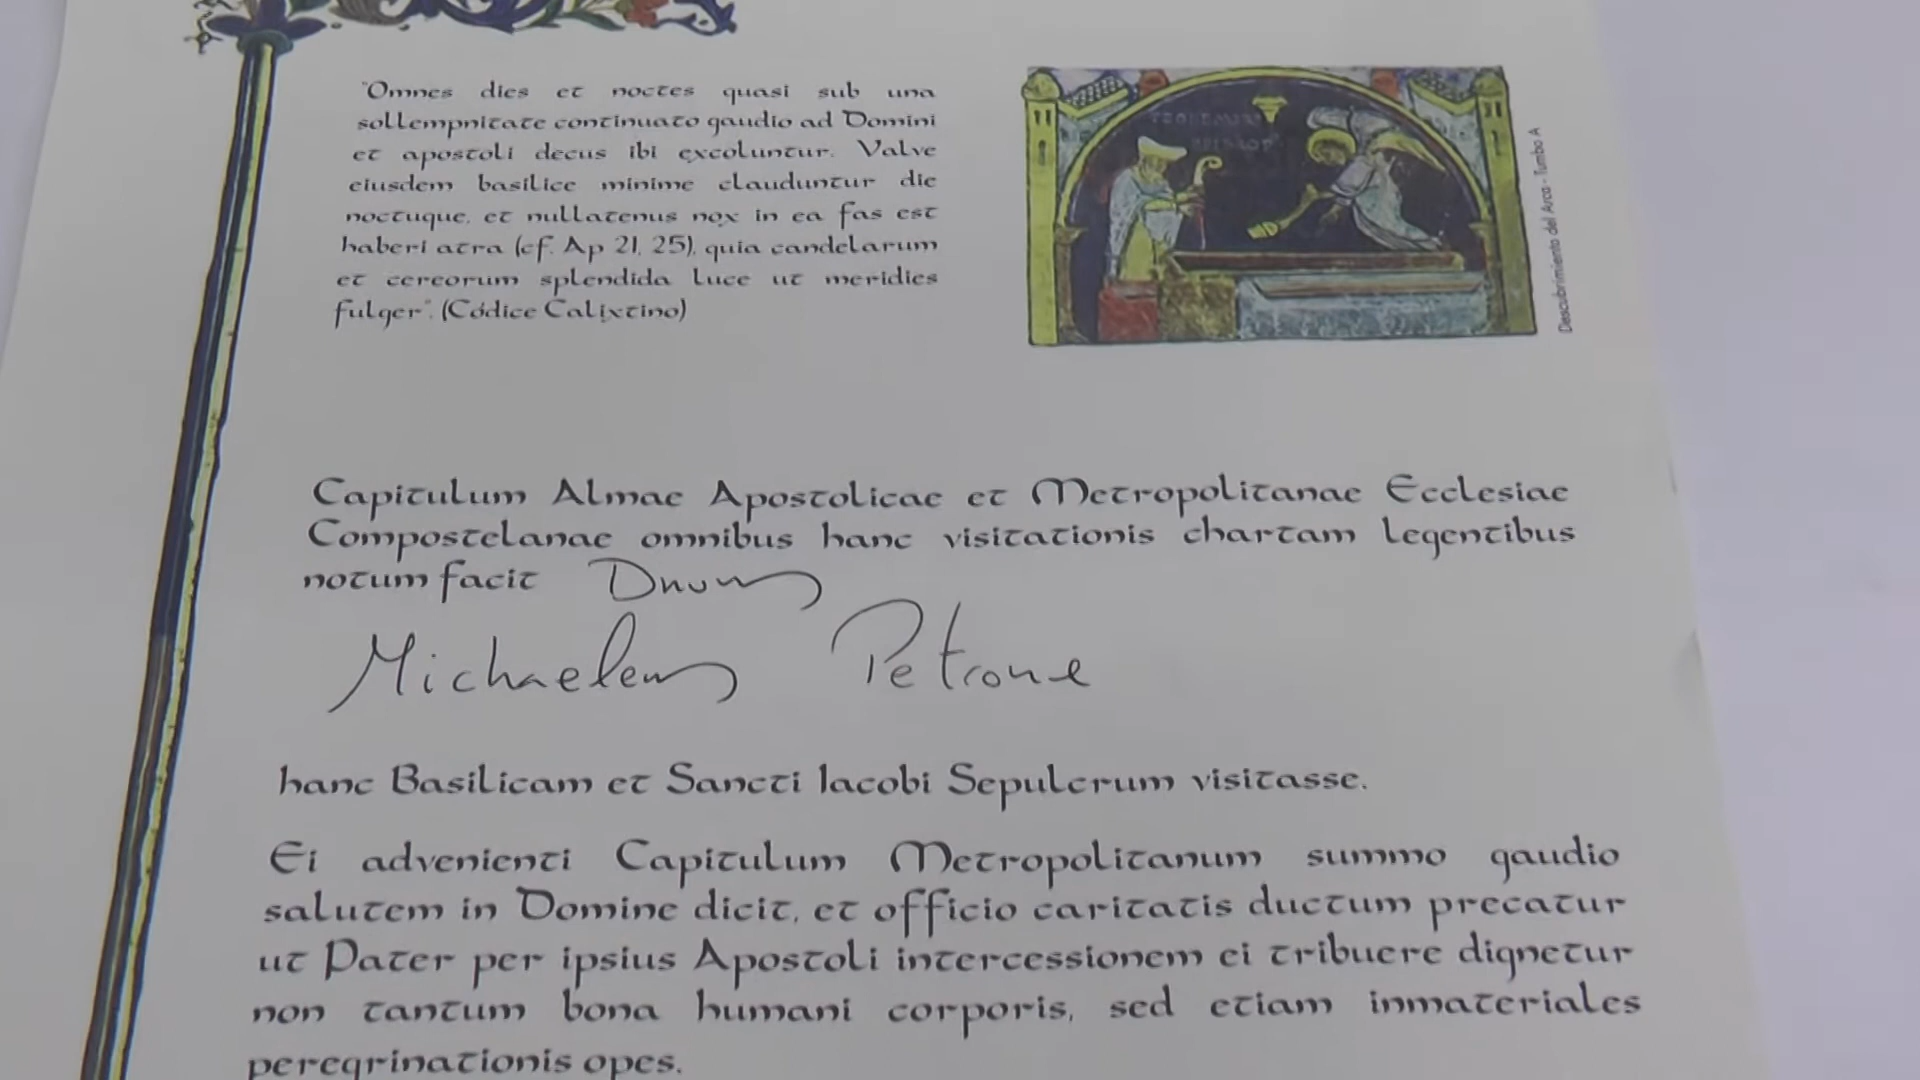 "Omnes dies et noctes quasi sub una
sollempnitate continuato gaudio ad Domini
et apostoli decus ibi excoluntur. Valve
eiusdem basilice minime clauduntur die
noctuque, et nullatenus nox in ea fas est
haberi atra (cf. Ap 21, 25), quia candelarum
et cereorum splendida luce ut meridies
fulget". (Códice Calixtino)
Descubrimiento del Arca - Tumbo A
Capitulum Almae Apostolicae et Metropolitanae Ecclesiae
Compostelanae omnibus hanc visitationis chartam legentibus
notum facit Dnum
Michaelem Petrone
hanc Basilicam et Sancti Iacobi Sepulcrum visitasse.
Ei advenienti Capitulum Metropolitanum summo gaudio
salutem in Domine dicit, et officio caritatis ductum precatur
ut Pater per ipsius Apostoli intercessionem ei tribuere dignetur
non tantum bona humani corporis, sed etiam inmateriales
peregrinationis opes.